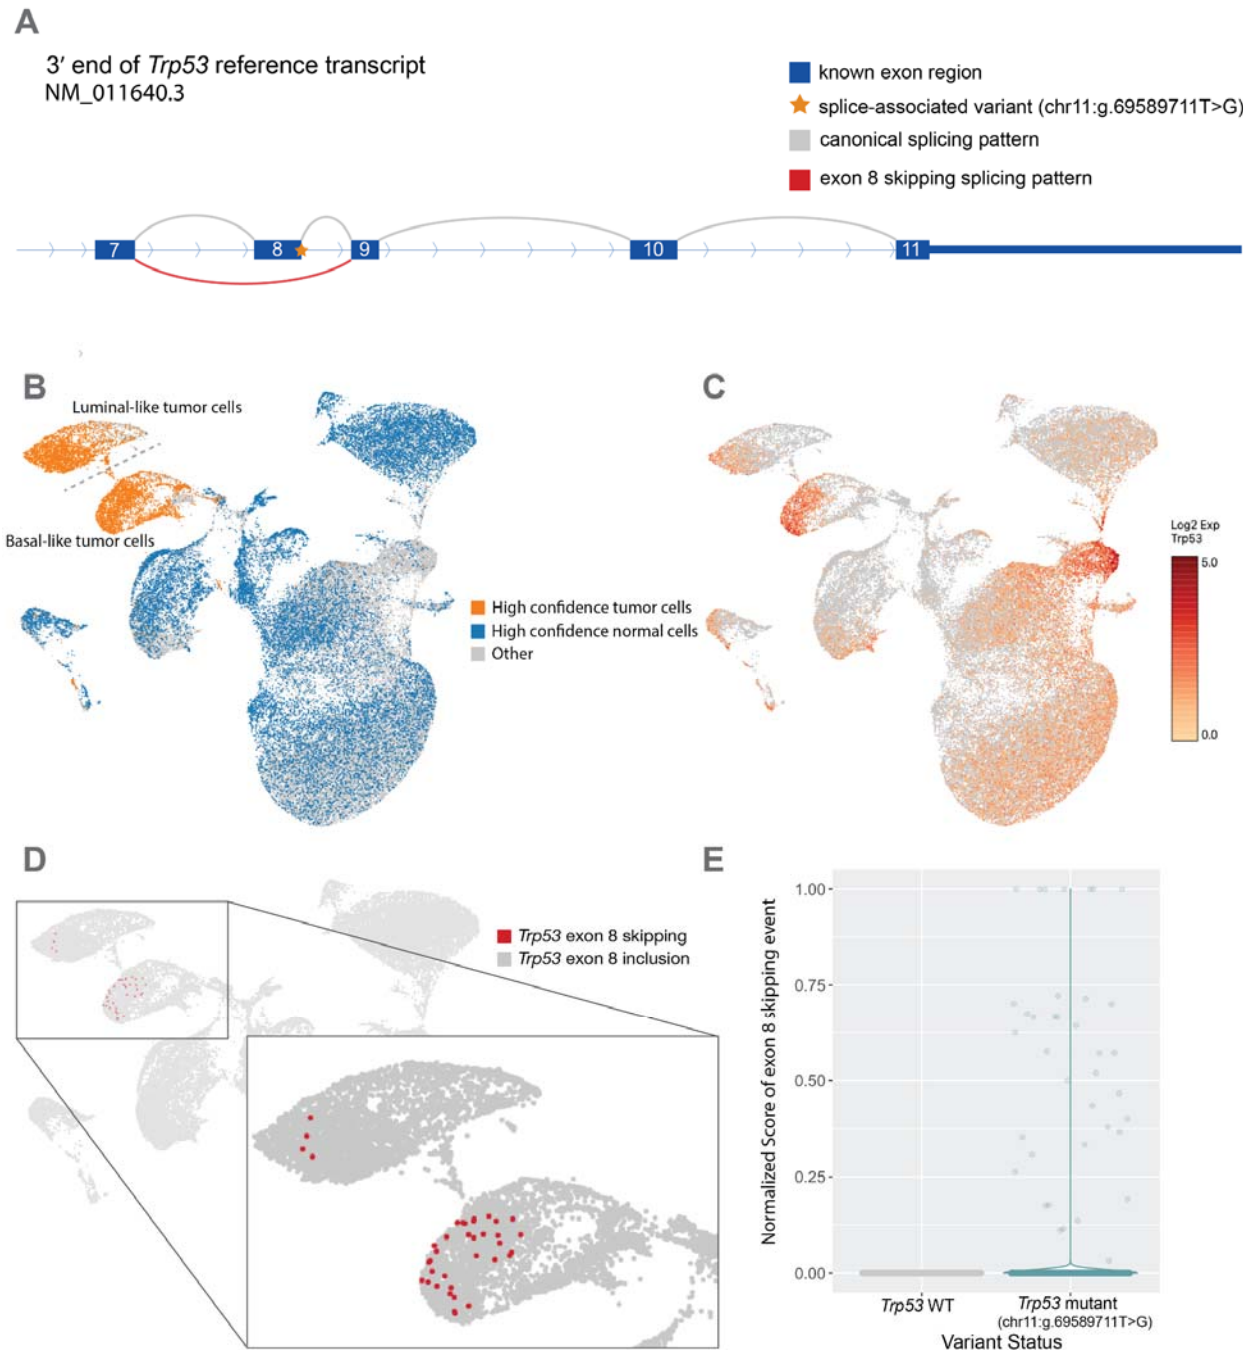 A
3′ end of Trp53 reference transcript
NM_011640.3
known exon region
splice-associated variant (chr11:g.69589711T>G)
canonical splicing pattern
exon 8 skipping splicing pattern
7
8
9
10
11
B
Luminal-like tumor cells
Basal-like tumor cells
High confidence tumor cells
High confidence normal cells
Other
C
Log2 Exp
Trp53
5.0
0.0
D
Trp53 exon 8 skipping
Trp53 exon 8 inclusion
E
Normalized Score of exon 8 skipping event
1.00
0.75
0.50
0.25
0.00
Trp53 WT
Trp53 mutant
(chr11:g.69589711T>G)
Variant Status